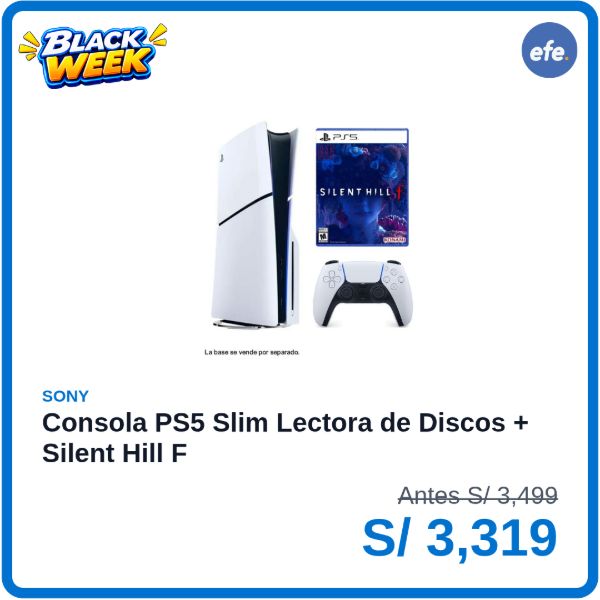 BLACK
WEEK
efe.
PS5
SILENT HILL f
KONAMI
La base se vende por separado.
SONY
Consola PS5 Slim Lectora de Discos +
Silent Hill F
Antes S/ 3,499
S/ 3,319